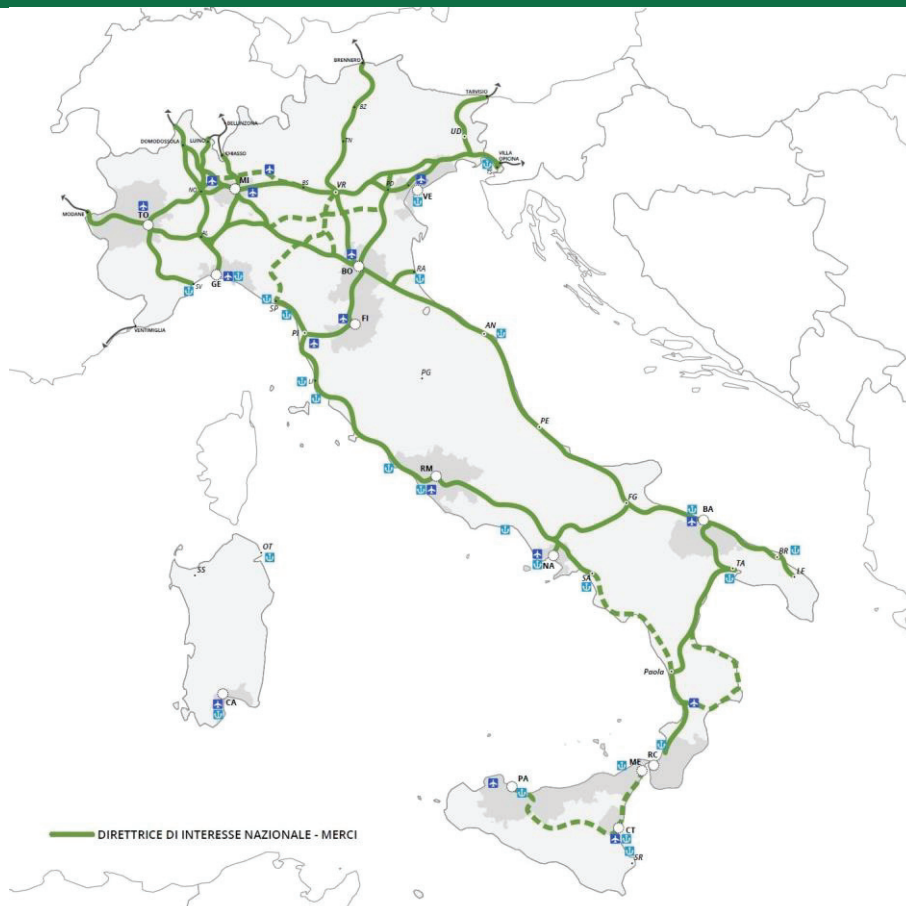 BRENNERO
TARVISIO
BZ
BELLINZONA
UD
DOMODOSSOLA
LUINO
TN
VILLA
OPICINA
NO
MI
BS
VR
PD
VE
MODANE
TO
AL
GE
BO
RA
SV
SP
FI
VENTIMIGLIA
PI
AN
LI
PG
PE
RM
FG
BA
OT
NA
BR
SS
SA
TA
LE
Paola
CA
RC
ME
PA
CT
SR
DIRETTRICE DI INTERESSE NAZIONALE - MERCI